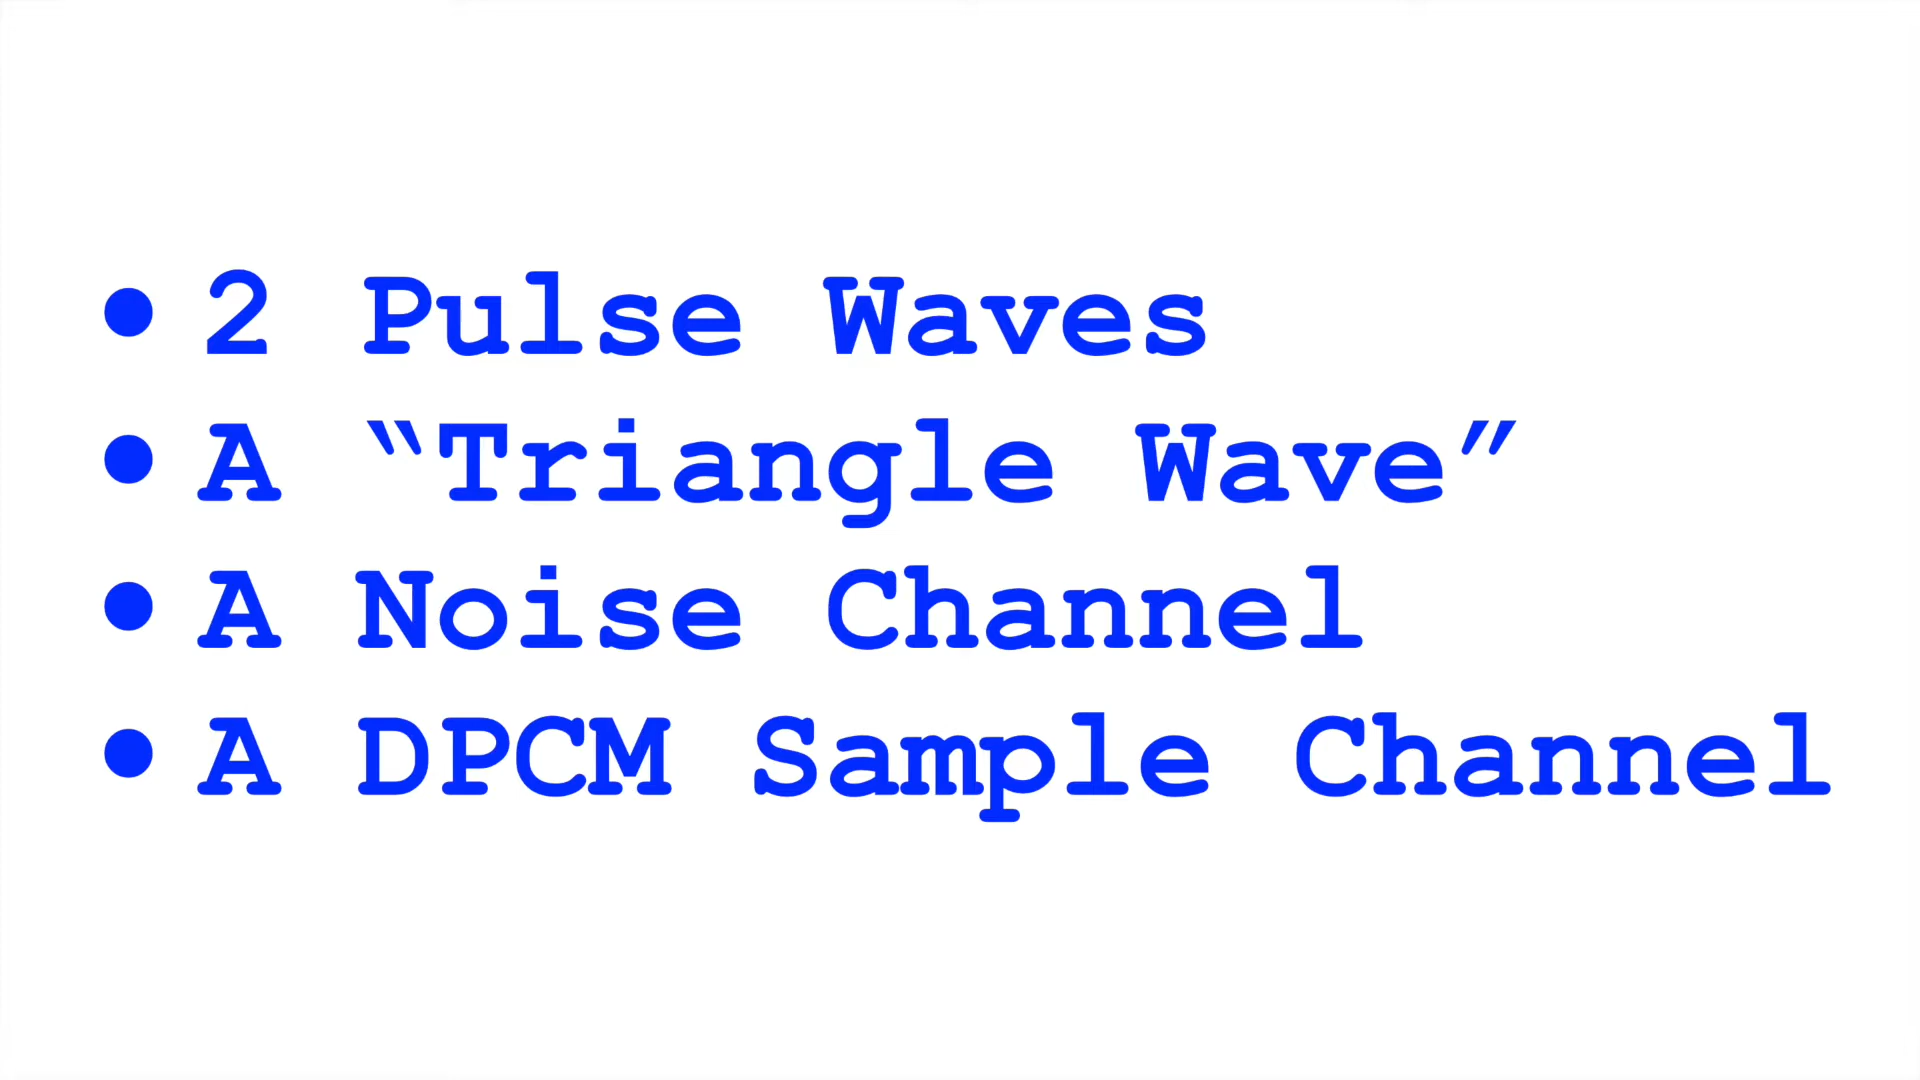 • 2 Pulse Waves
• A “Triangle Wave”
• A Noise Channel
• A DPCM Sample Channel